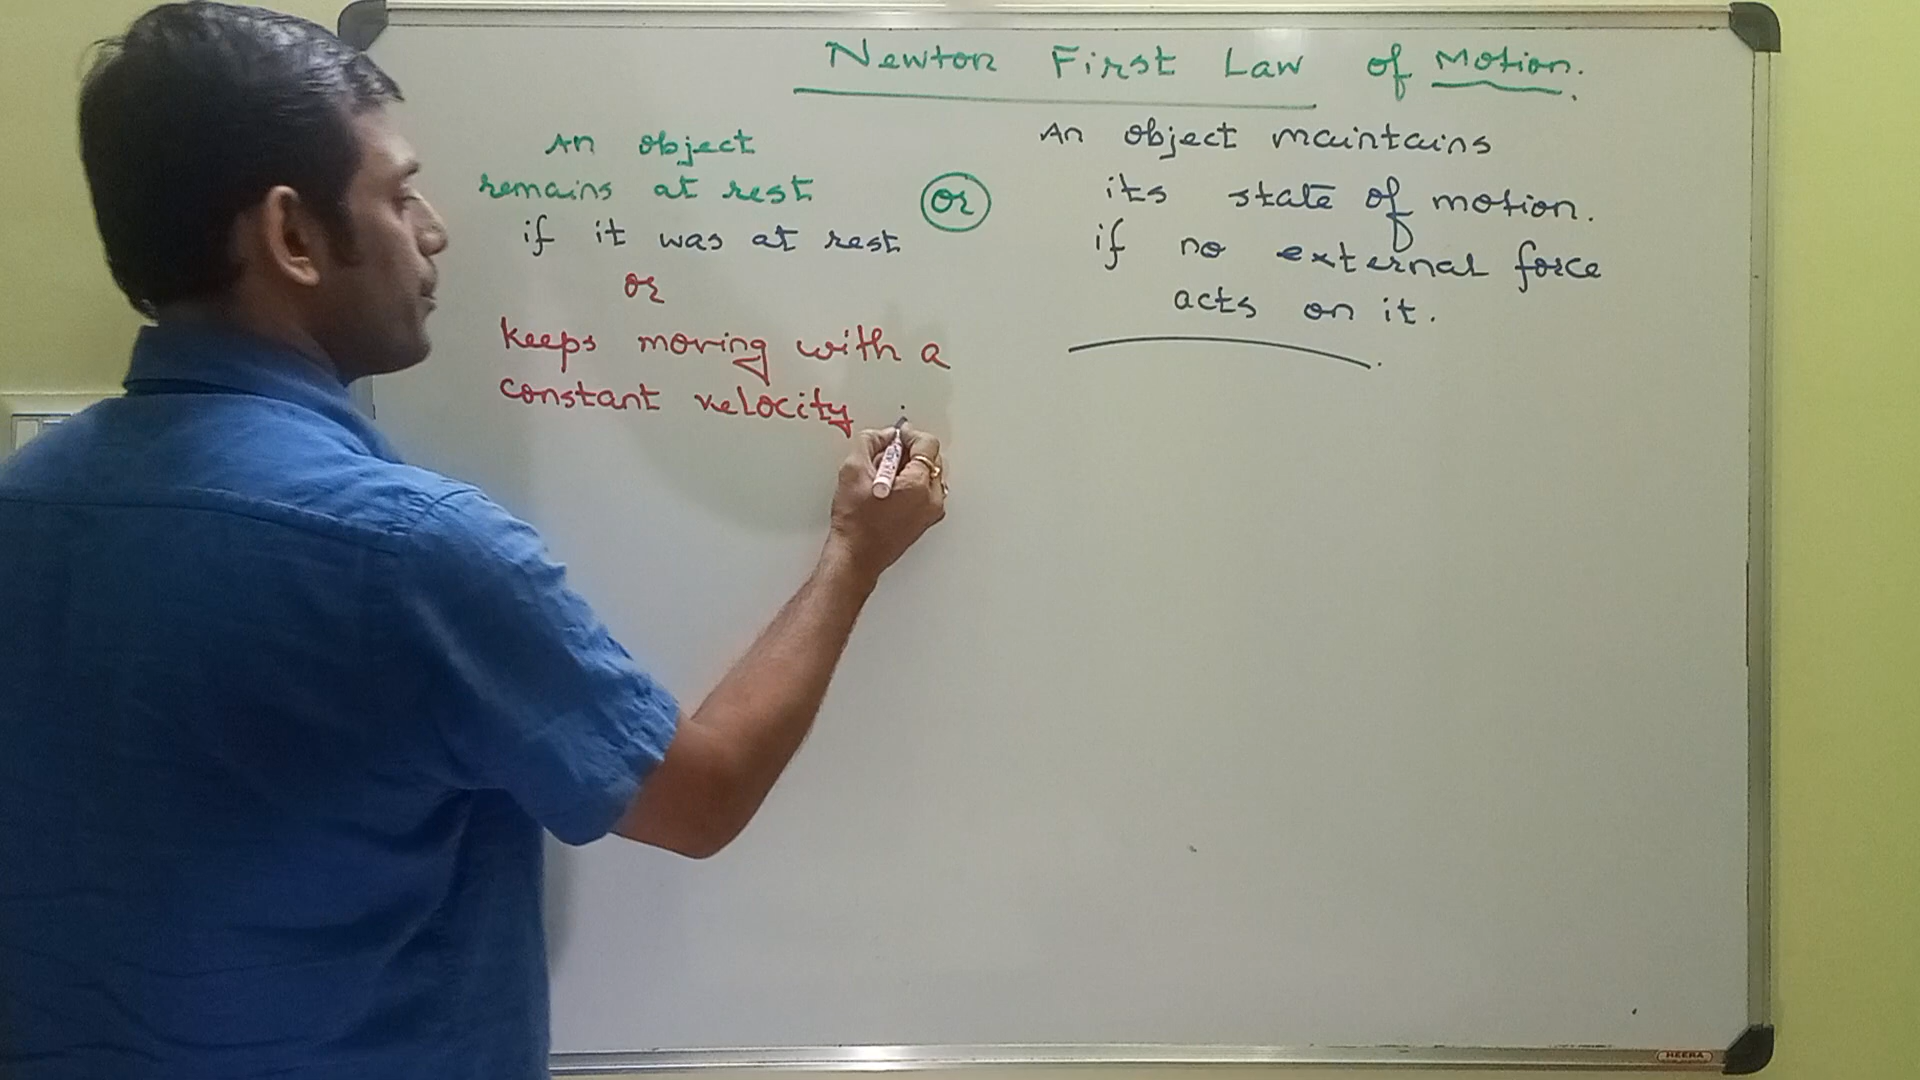 Newton First Law of Motion.
An object
remains at rest
if it was at rest
or
keeps moving with a
constant velocity
or
An object maintains
its state of motion.
if no external force
acts on it.
HEERA